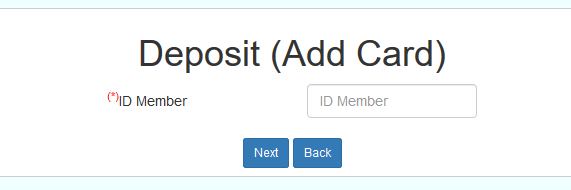 Deposit (Add Card)
(*)ID Member ID Member
Next Back